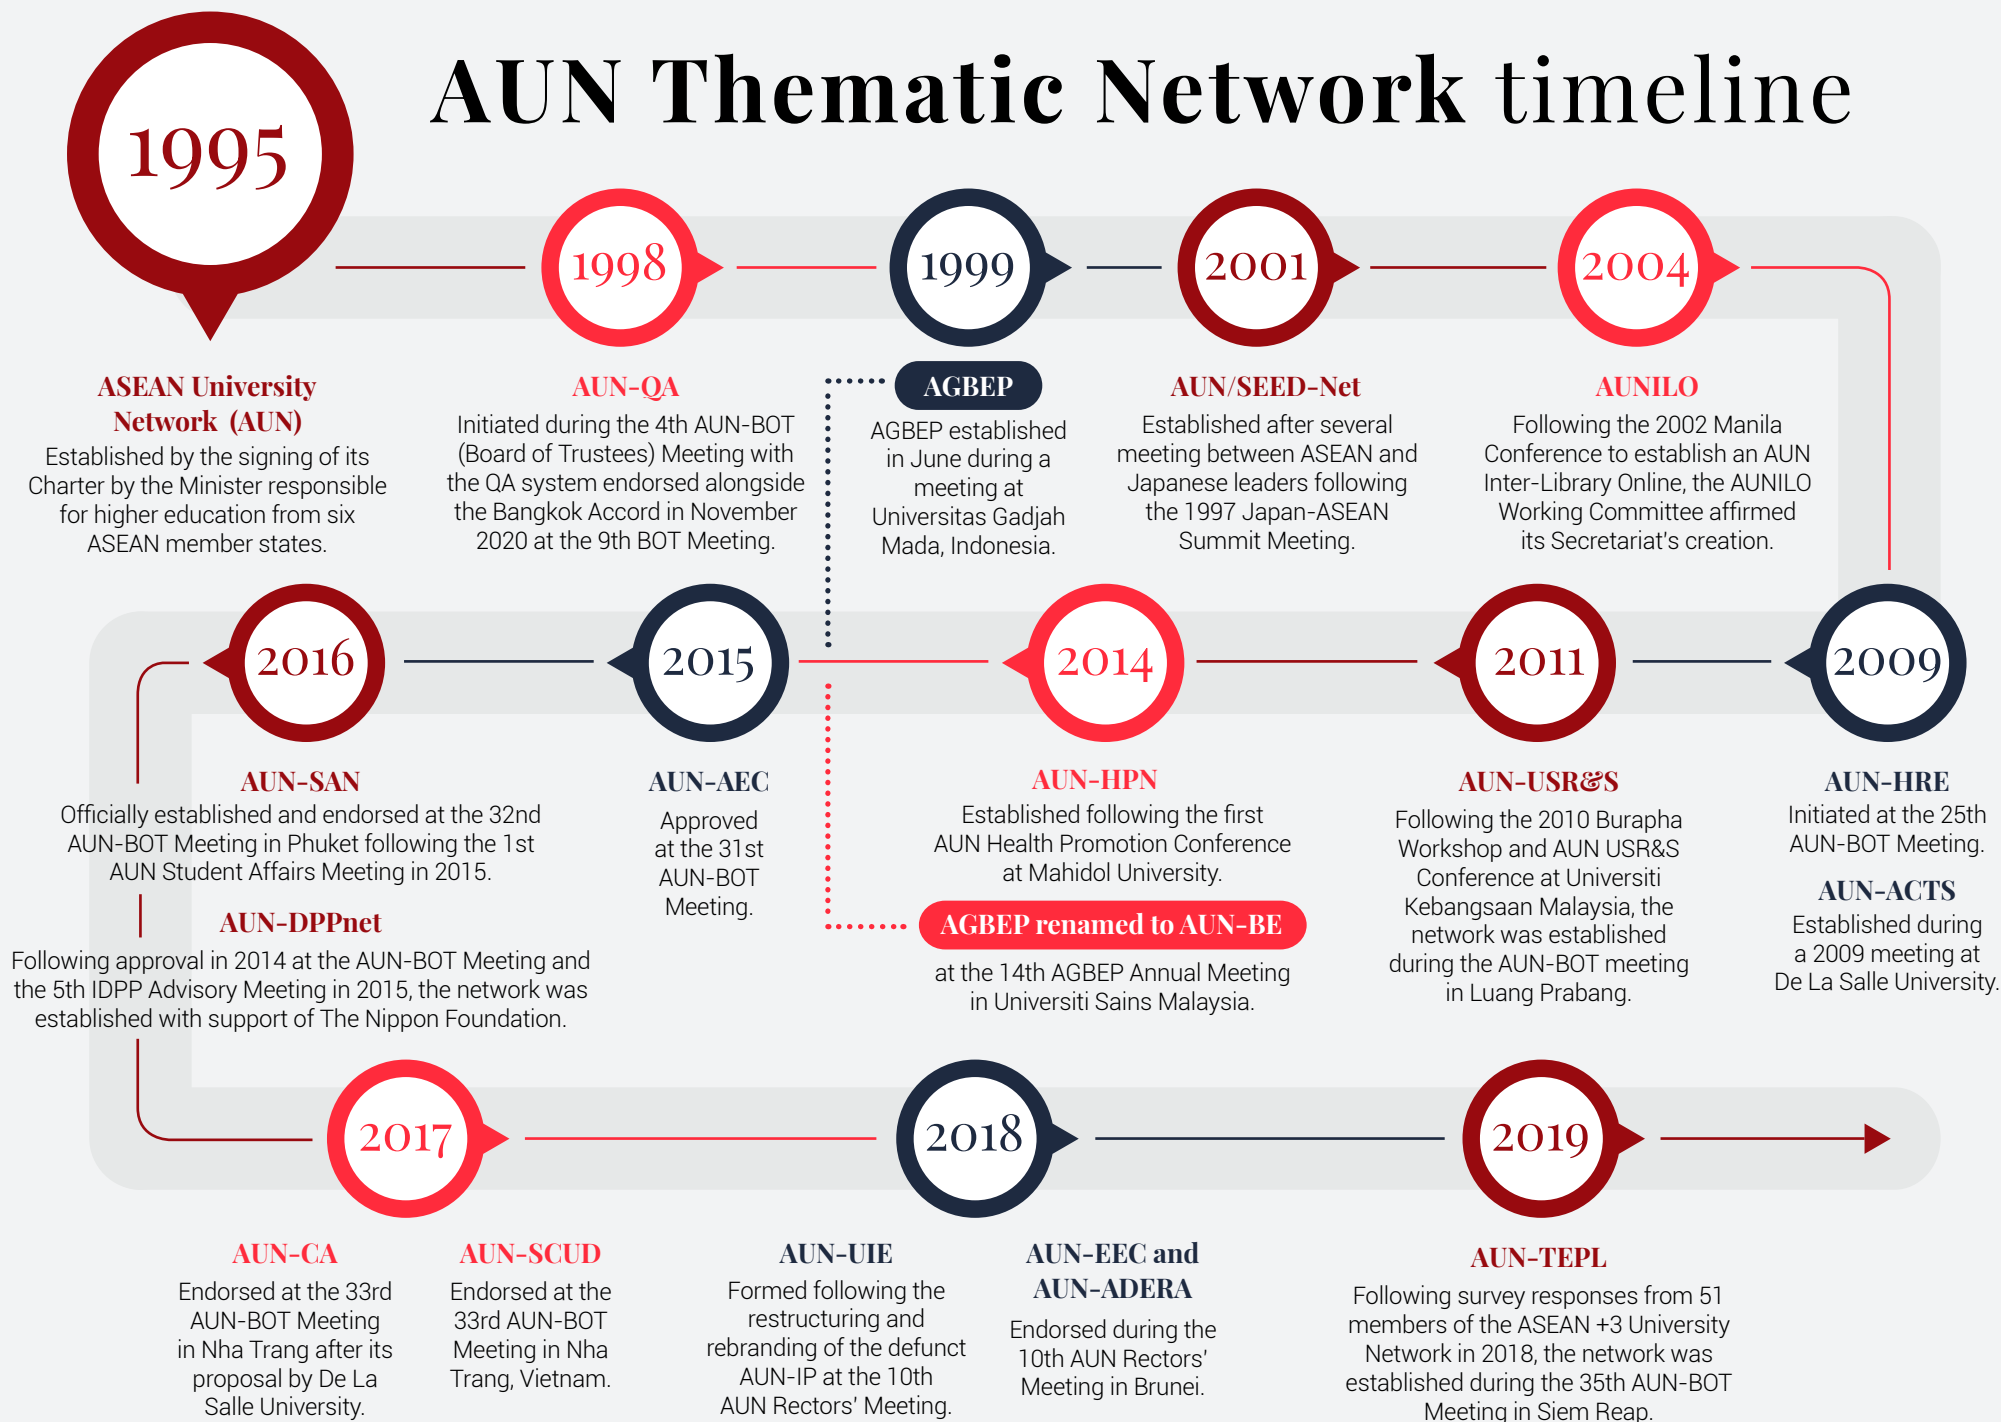 AUN Thematic Network timeline
1995
ASEAN University
Network (AUN)
Established by the signing of its
Charter by the Minister responsible
for higher education from six
ASEAN member states.
1998
AUN-QA
Initiated during the 4th AUN-BOT
(Board of Trustees) Meeting with
the QA system endorsed alongside
the Bangkok Accord in November
2020 at the 9th BOT Meeting.
1999
AGBEP
AGBEP established
in June during a
meeting at
Universitas Gadjah
Mada, Indonesia.
2001
AUN/SEED-Net
Established after several
meeting between ASEAN and
Japanese leaders following
the 1997 Japan-ASEAN
Summit Meeting.
2004
AUNILO
Following the 2002 Manila
Conference to establish an AUN
Inter-Library Online, the AUNILO
Working Committee affirmed
its Secretariat's creation.
2009
AUN-HRE
Initiated at the 25th
AUN-BOT Meeting.
AUN-ACTS
Established during
a 2009 meeting at
De La Salle University.
2011
AUN-USR&S
Following the 2010 Burapha
Workshop and AUN USR&S
Conference at Universiti
Kebangsaan Malaysia, the
network was established
during the AUN-BOT meeting
in Luang Prabang.
2014
AUN-HPN
Established following the first
AUN Health Promotion Conference
at Mahidol University.
AGBEP renamed to AUN-BE
at the 14th AGBEP Annual Meeting
in Universiti Sains Malaysia.
2015
AUN-AEC
Approved
at the 31st
AUN-BOT
Meeting.
2016
AUN-SAN
Officially established and endorsed at the 32nd
AUN-BOT Meeting in Phuket following the 1st
AUN Student Affairs Meeting in 2015.
AUN-DPPnet
Following approval in 2014 at the AUN-BOT Meeting and
the 5th IDPP Advisory Meeting in 2015, the network was
established with support of The Nippon Foundation.
2017
AUN-CA
Endorsed at the 33rd
AUN-BOT Meeting
in Nha Trang after its
proposal by De La
Salle University.
AUN-SCUD
Endorsed at the
33rd AUN-BOT
Meeting in Nha
Trang, Vietnam.
2018
AUN-UIE
Formed following the
restructuring and
rebranding of the defunct
AUN-IP at the 10th
AUN Rectors' Meeting.
AUN-EEC and
AUN-ADERA
Endorsed during the
10th AUN Rectors'
Meeting in Brunei.
2019
AUN-TEPL
Following survey responses from 51
members of the ASEAN +3 University
Network in 2018, the network was
established during the 35th AUN-BOT
Meeting in Siem Reap.